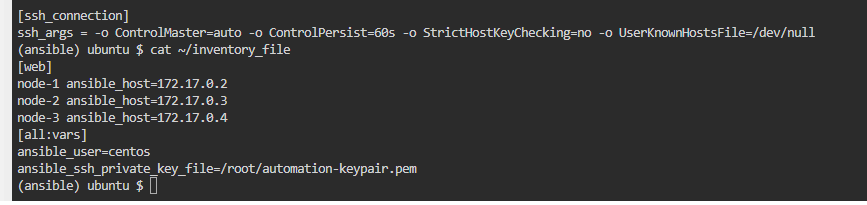 [ssh_connection]
ssh_args = -o ControlMaster=auto -o ControlPersist=60s -o StrictHostKeyChecking=no -o UserKnownHostsFile=/dev/null
(ansible) ubuntu $ cat ~/inventory_file
[web]
node-1 ansible_host=172.17.0.2
node-2 ansible_host=172.17.0.3
node-3 ansible_host=172.17.0.4
[all:vars]
ansible_user=centos
ansible_ssh_private_key_file=/root/automation-keypair.pem
(ansible) ubuntu $